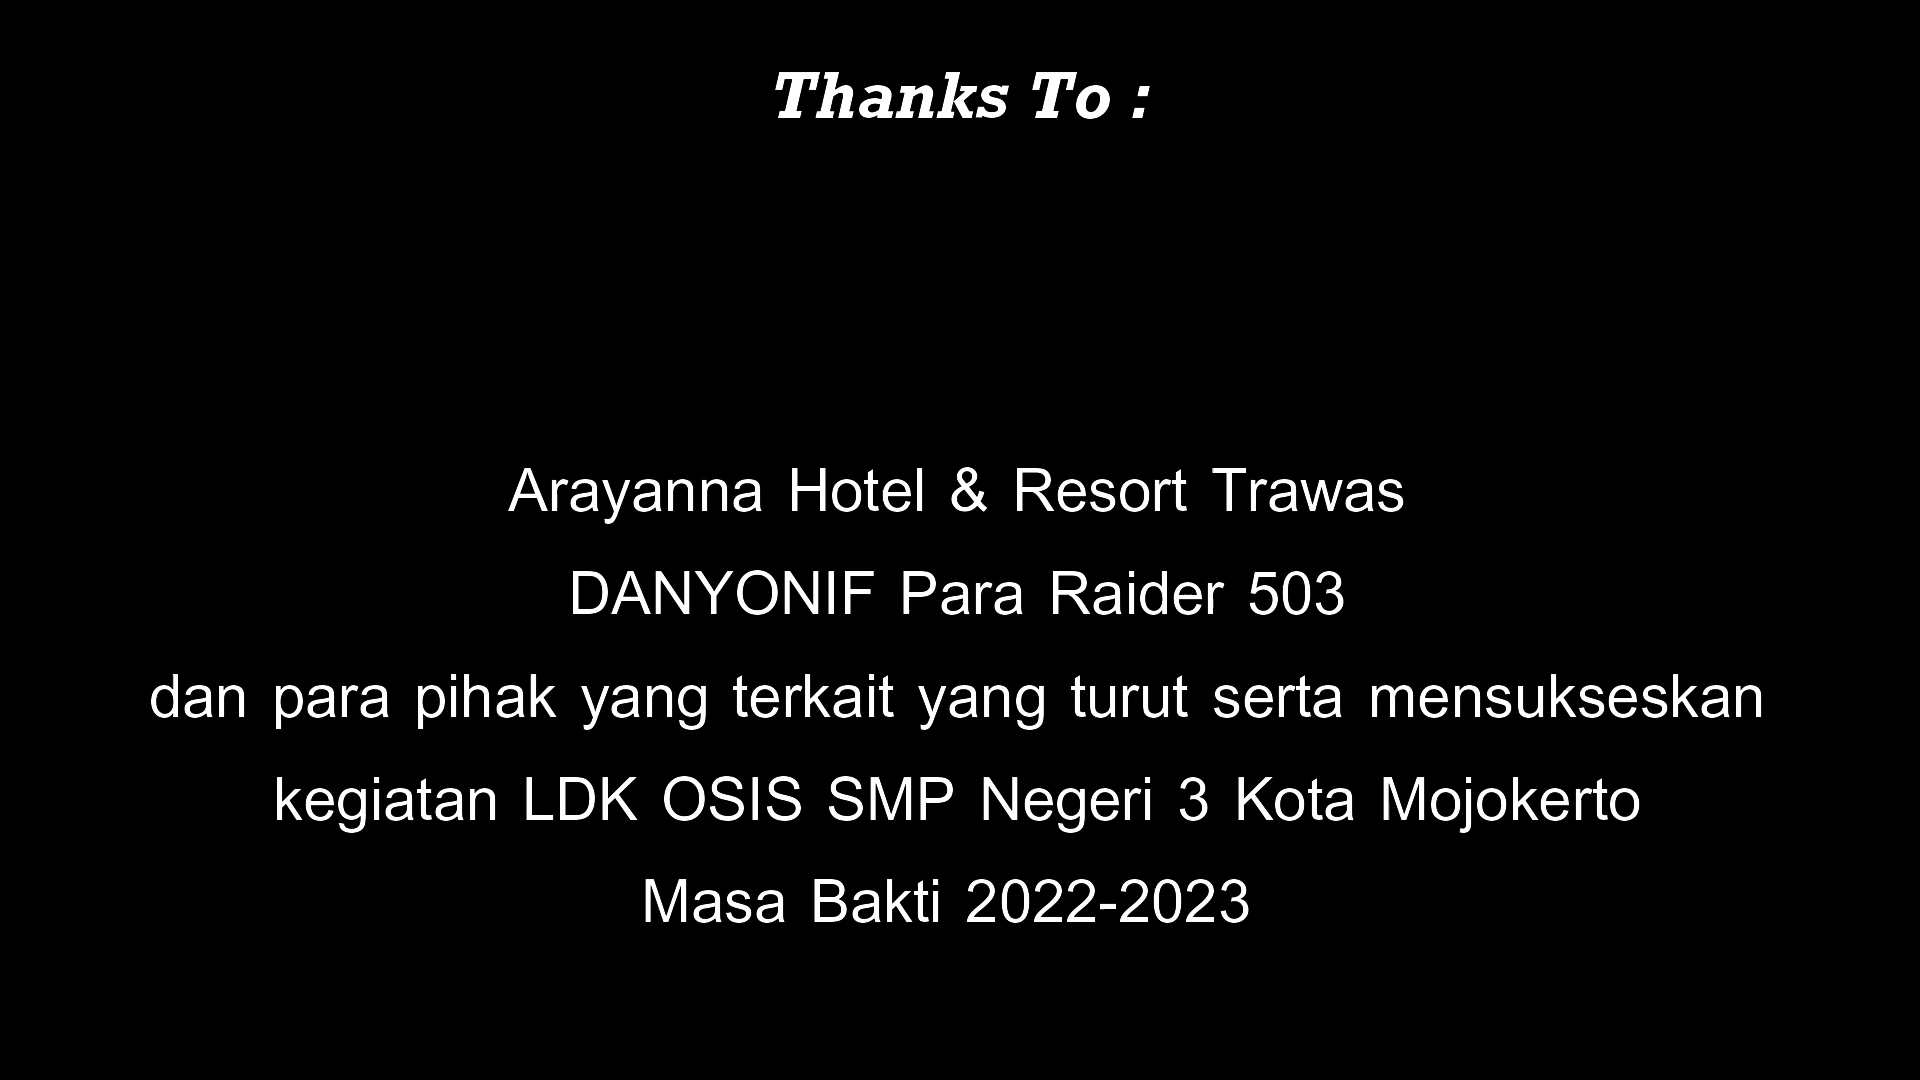 Thanks To :
Arayanna Hotel & Resort Trawas
DANYONIF Para Raider 503
dan para pihak yang terkait yang turut serta mensukseskan
kegiatan LDK OSIS SMP Negeri 3 Kota Mojokerto
Masa Bakti 2022-2023